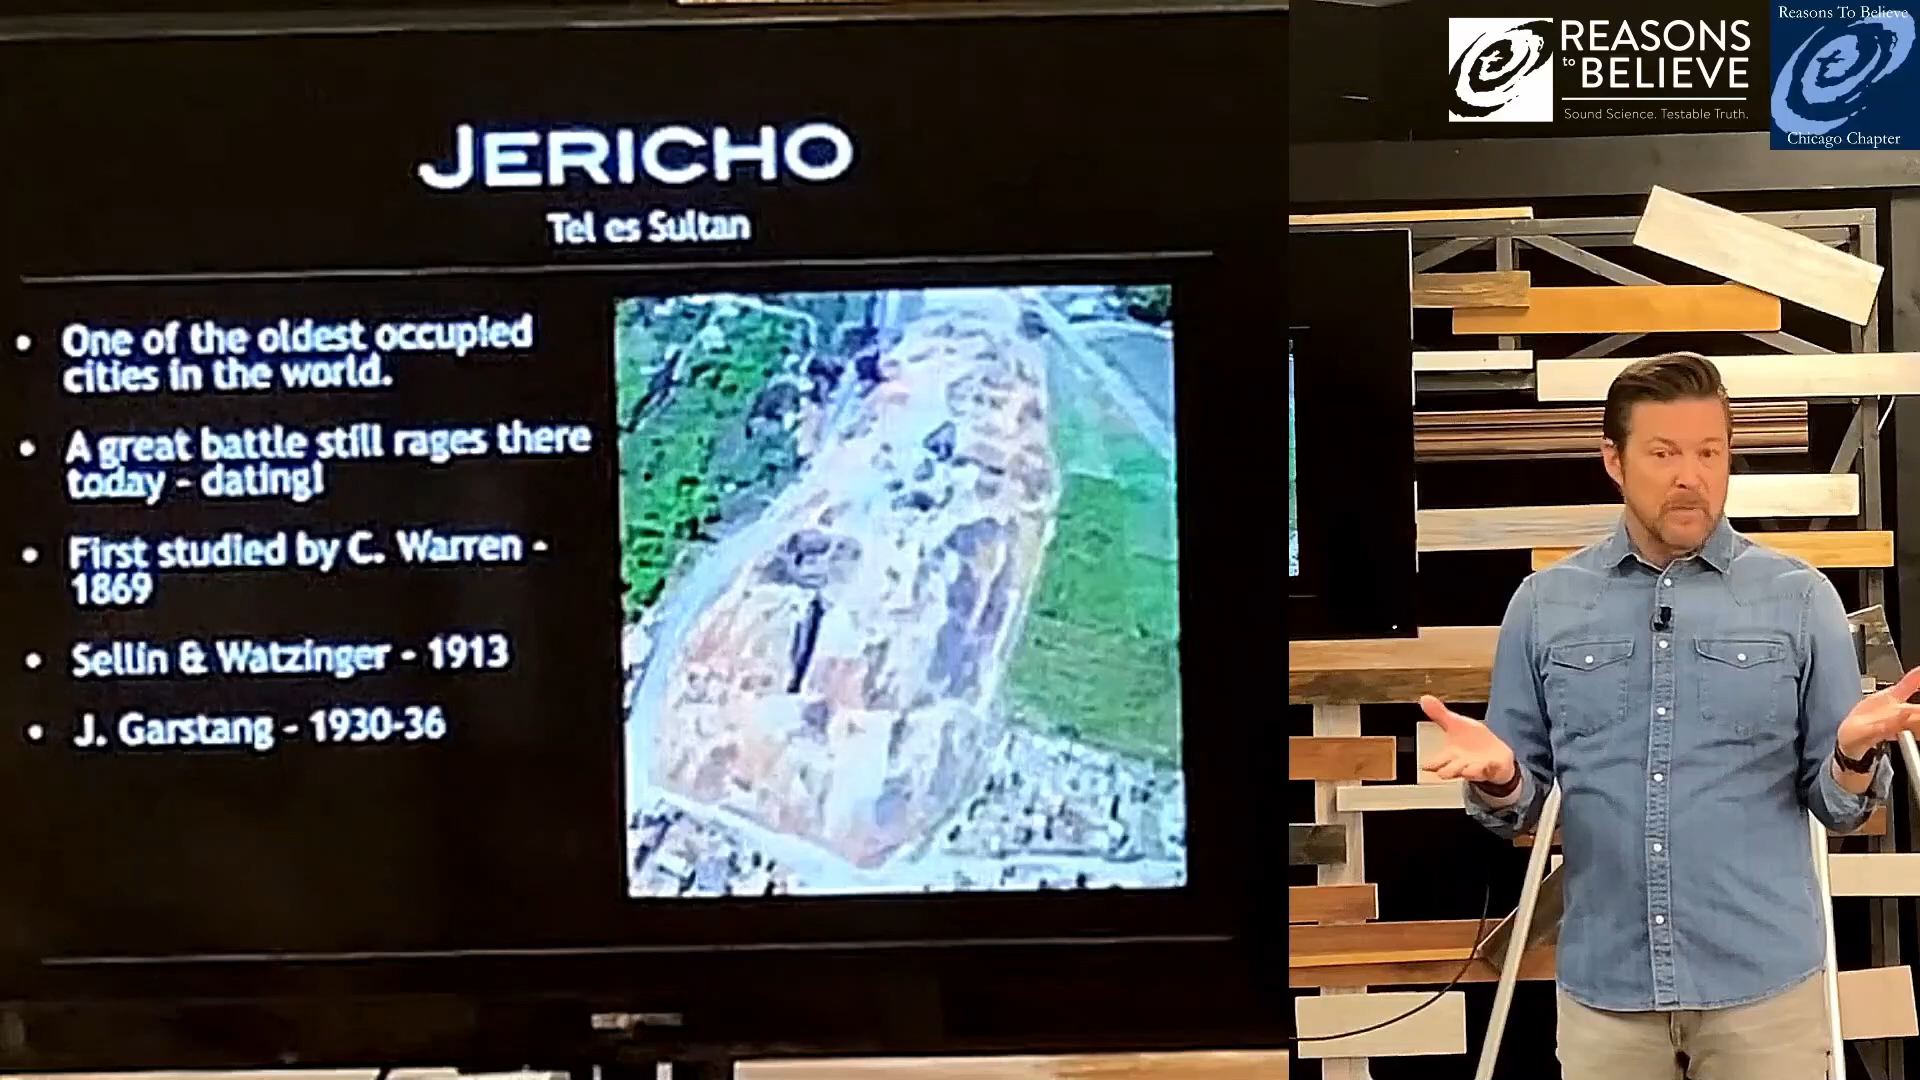 JERICHO
Tel es Sultan
• One of the oldest occupied
cities in the world.
• A great battle still rages there
today - dating!
• First studied by C. Warren -
1869
• Sellin & Watzinger - 1913
• J. Garstang - 1930-36
REASONS
to BELIEVE
Sound Science. Testable Truth.
Reasons To Believe
Chicago Chapter